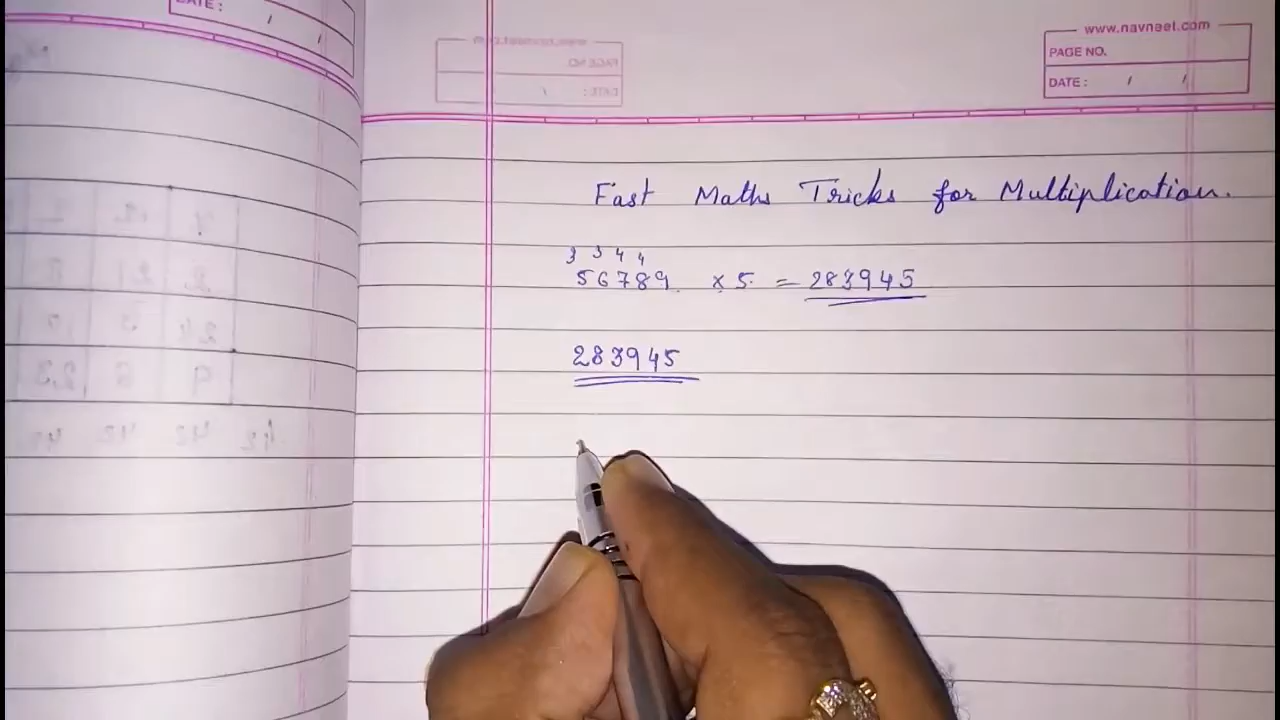 DATE: / /
www.navneet.com
PAGE NO.
DATE: / /
Fast Maths Tricks for Multiplication.
3 3 4 4
56789 × 5. = 283945
283945